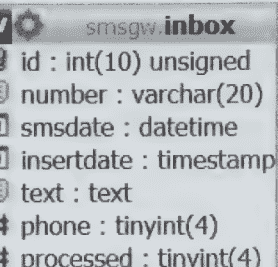 smsgw.inbox
id : int(10) unsigned
number : varchar(20)
smsdate : datetime
insertdate : timestamp
text : text
phone : tinyint(4)
processed : tinyint(4)